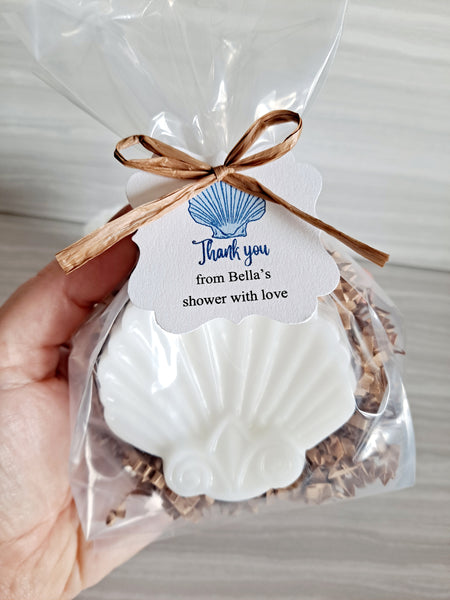 Thank you
from Bella's
shower with love